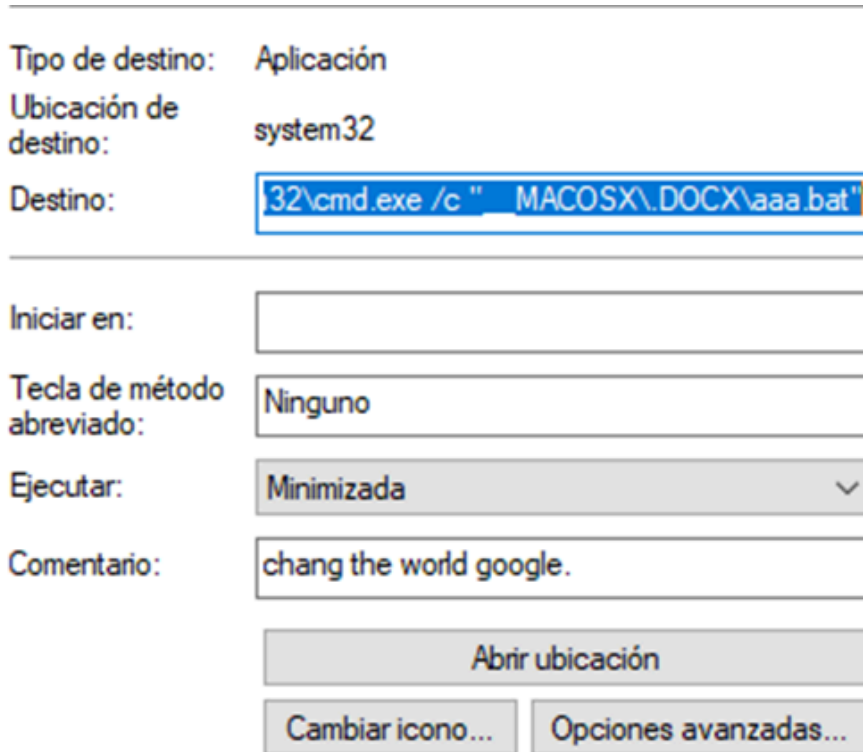 Tipo de destino: Aplicación
Ubicación de
destino: system32
Destino: 32\cmd.exe /c "__MACOSX\.DOCX\aaa.bat"
Iniciar en:
Tecla de método
abreviado: Ninguno
Ejecutar: Minimizada
Comentario: chang the world google.
Abrir ubicación
Cambiar icono... Opciones avanzadas...